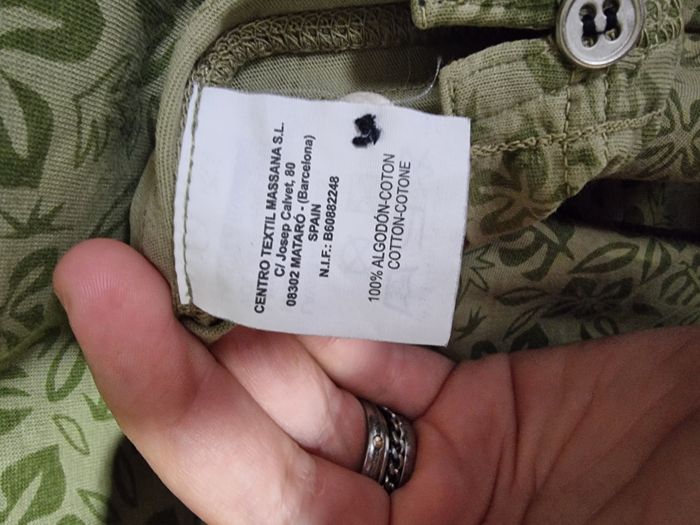 CENTRO TEXTIL MASSANA S.L.
C/ Josep Calvet, 80
08302 MATARÓ - (Barcelona)
SPAIN
N.I.F.: B60882248
100% ALGODÓN-COTON
COTTON-COTONE